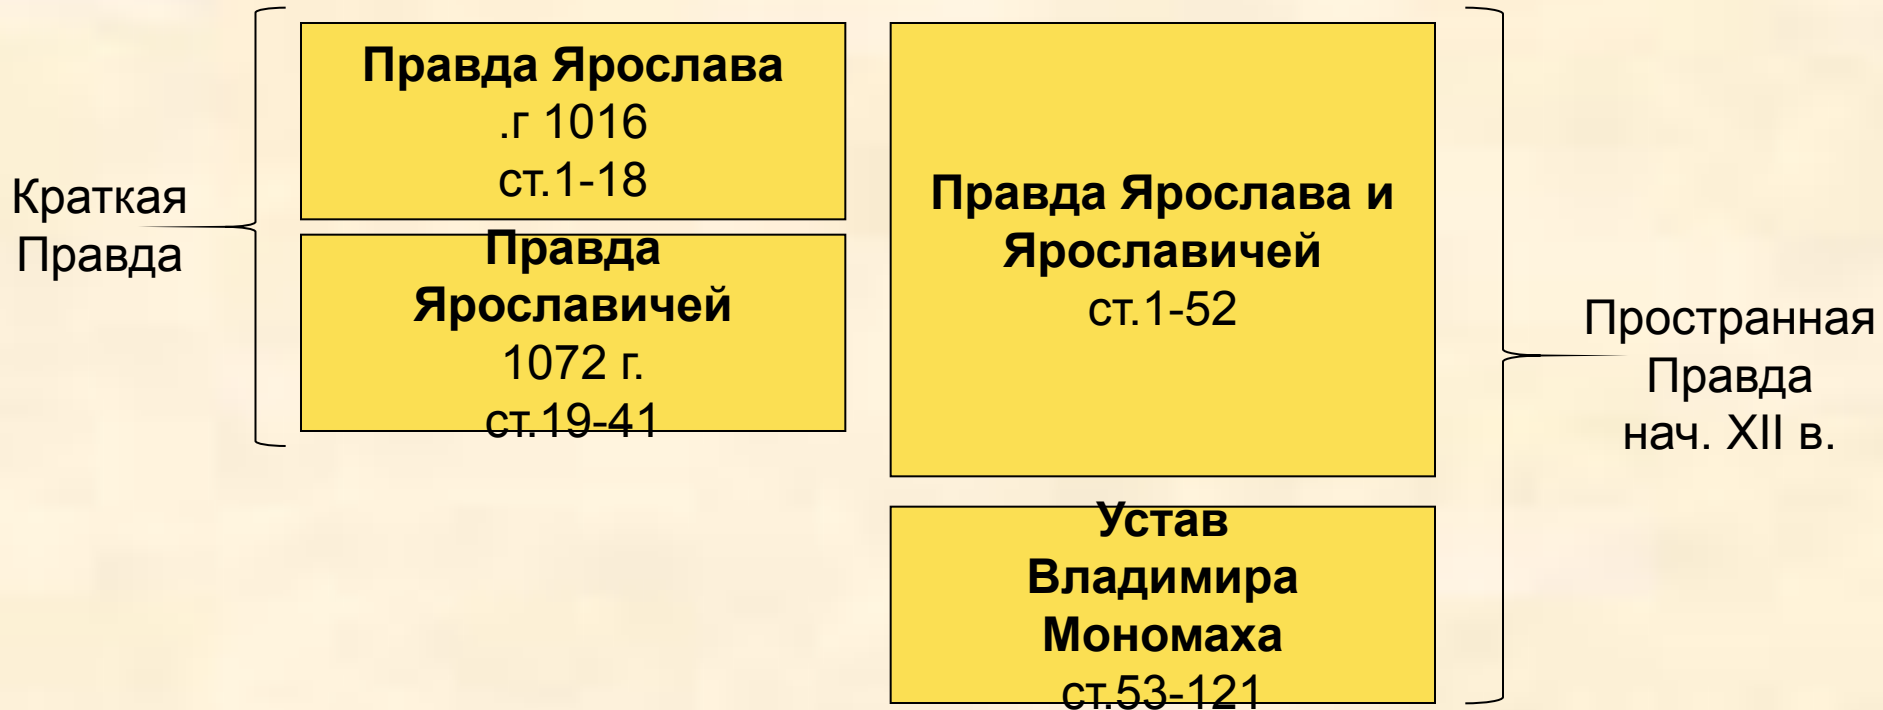 Краткая
Правда
Правда Ярослава
.г 1016
ст.1-18
Правда
Ярославичей
1072 г.
ст.19-41
Правда Ярослава и
Ярославичей
ст.1-52
Устав
Владимира
Мономаха
ст.53-121
Пространная
Правда
нач. XII в.